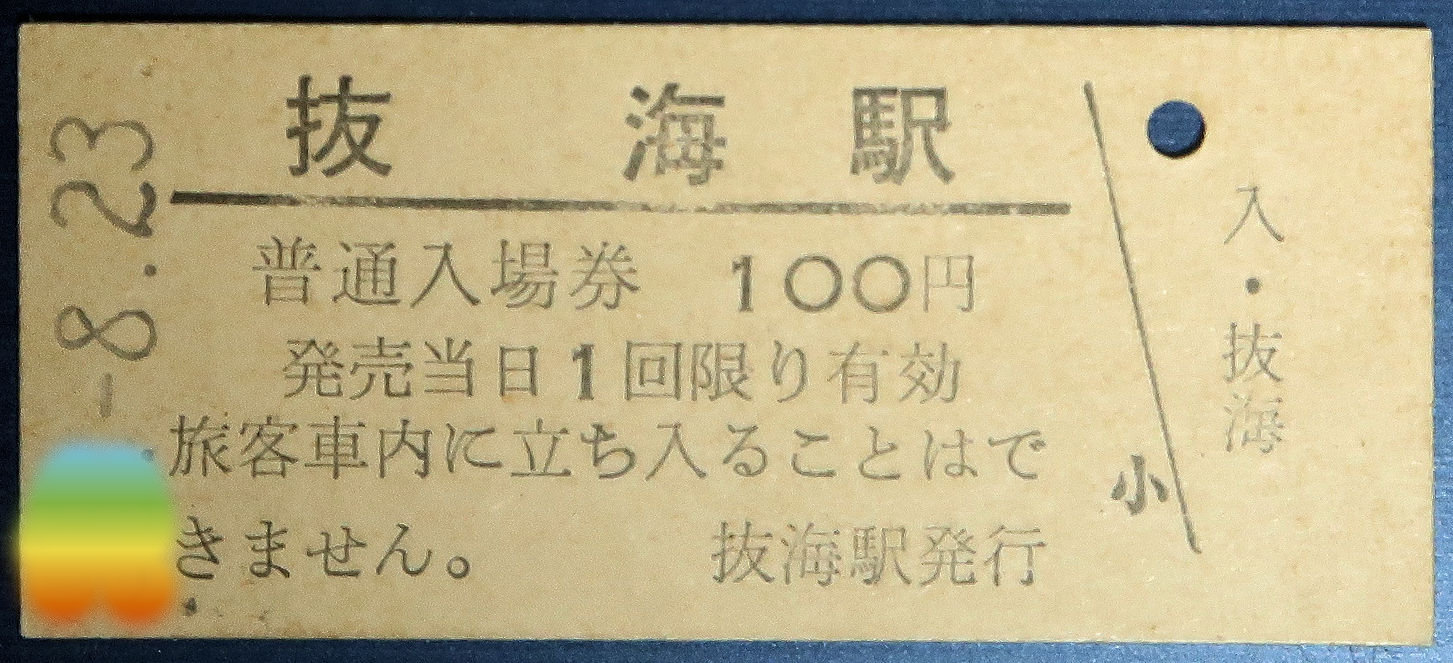 抜海駅
普通入場券 100円
発売当日1回限り有効
旅客車内に立ち入ることはで
きません。 抜海駅発行
小
入・抜海
-8.23